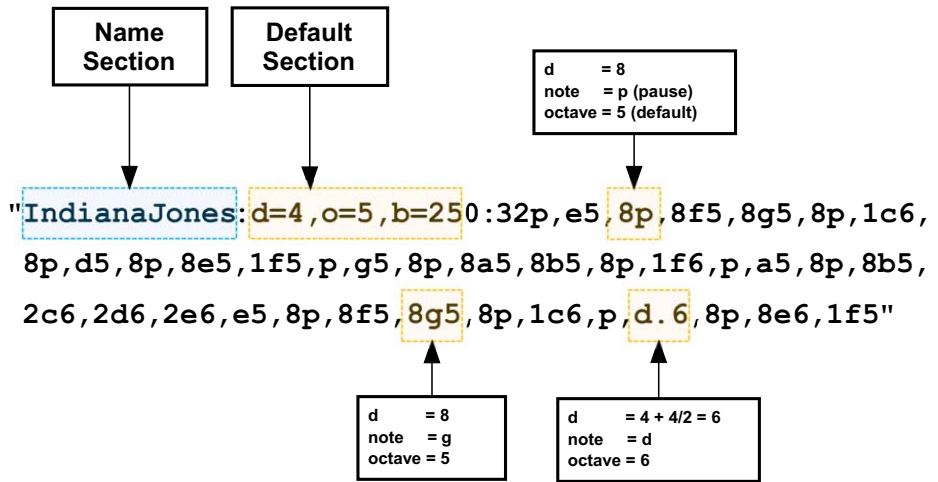 Name
Section
Default
Section
d = 8
note = p (pause)
octave = 5 (default)
"IndianaJones:d=4,o=5,b=250:32p,e5,8p,8f5,8g5,8p,1c6,
8p,d5,8p,8e5,1f5,p,g5,8p,8a5,8b5,8p,1f6,p,a5,8p,8b5,
2c6,2d6,2e6,e5,8p,8f5,8g5,8p,1c6,p,d.6,8p,8e6,1f5"
d = 8
note = g
octave = 5
d = 4 + 4/2 = 6
note = d
octave = 6